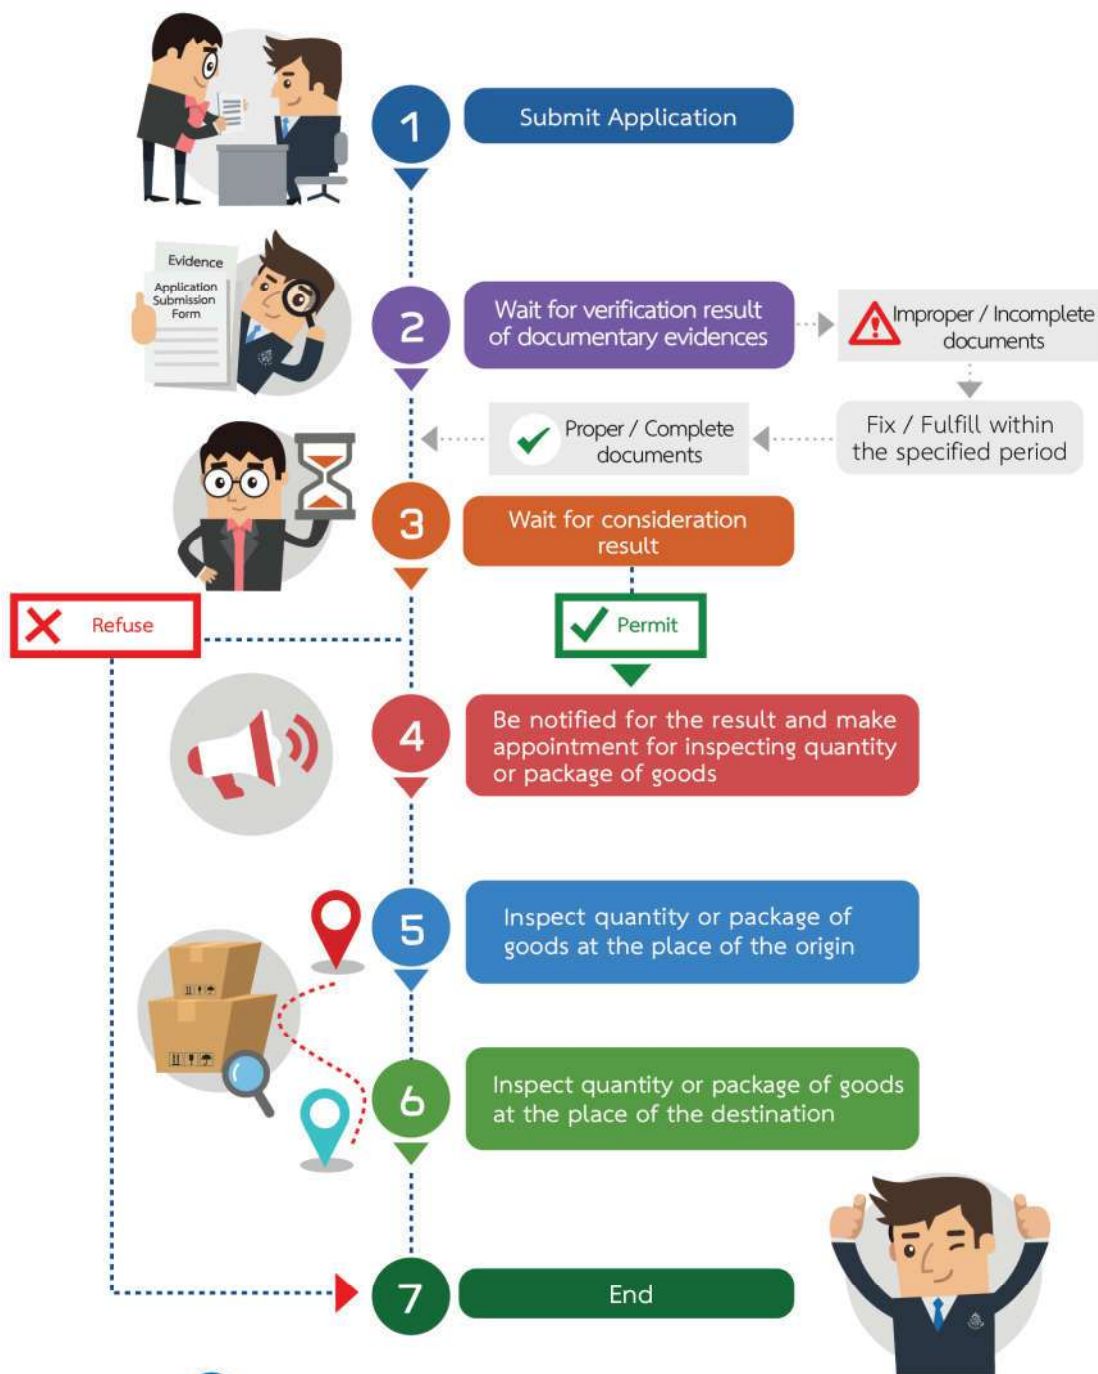 1
Submit Application
Evidence
Application
Submission
Form
2
Wait for verification result
of documentary evidences
Improper / Incomplete
documents
Fix / Fulfill within
the specified period
Proper / Complete
documents
3
Wait for consideration
result
Refuse
Permit
4
Be notified for the result and make
appointment for inspecting quantity
or package of goods
5
Inspect quantity or package of
goods at the place of the origin
6
Inspect quantity or package of goods
at the place of the destination
7
End